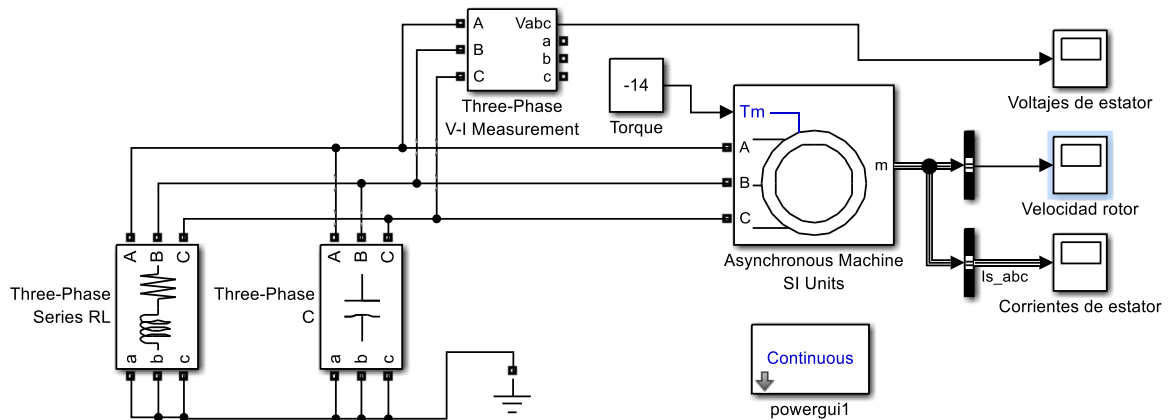 A
B
C
Vabc
a
b
c
Three-Phase
V-I Measurement
-14
Torque
Tm
A
B
C
m
Asynchronous Machine
SI Units
Voltajes de estator
Velocidad rotor
Is_abc
Corrientes de estator
A B C
a b c
Three-Phase
Series RL
A B C
a b c
Three-Phase
C
Continuous
powergui1